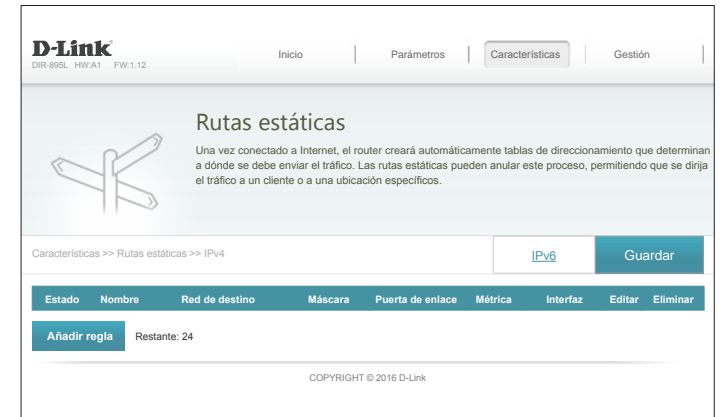 D-Link
DIR-895L HW:A1 FW:1.12
Inicio
Parámetros
Características
Gestión
Rutas estáticas
Una vez conectado a Internet, el router creará automáticamente tablas de direccionamiento que determinan
a dónde se debe enviar el tráfico. Las rutas estáticas pueden anular este proceso, permitiendo que se dirija
el tráfico a un cliente o a una ubicación específicos.
Características >> Rutas estáticas >> IPv4
IPv6
Guardar
Estado Nombre Red de destino Máscara Puerta de enlace Métrica Interfaz Editar Eliminar
Añadir regla
Restante: 24
COPYRIGHT © 2016 D-Link